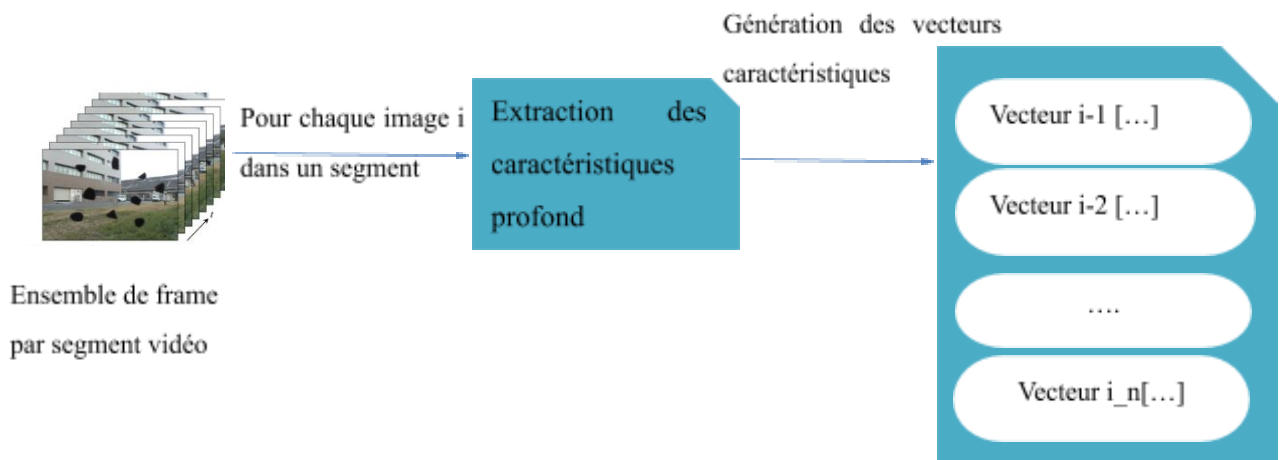 Génération des vecteurs
caractéristiques
Pour chaque image i
dans un segment
Extraction des
caractéristiques
profond
Vecteur i-1 […]
Vecteur i-2 […]
….
Vecteur i_n[…]
Ensemble de frame
par segment vidéo
t